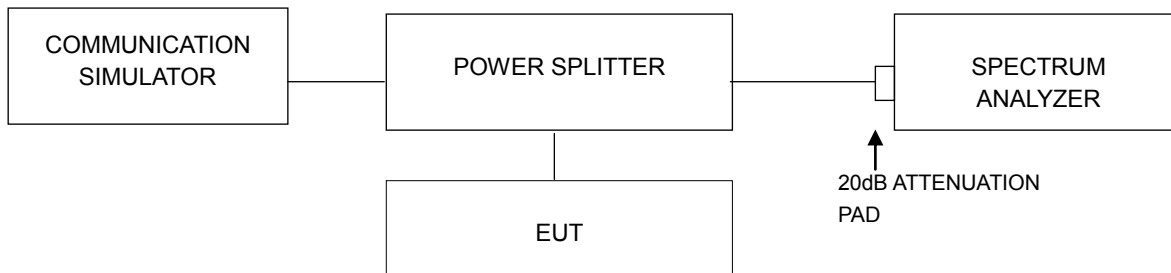 COMMUNICATION
SIMULATOR
POWER SPLITTER
SPECTRUM
ANALYZER
20dB ATTENUATION
PAD
EUT